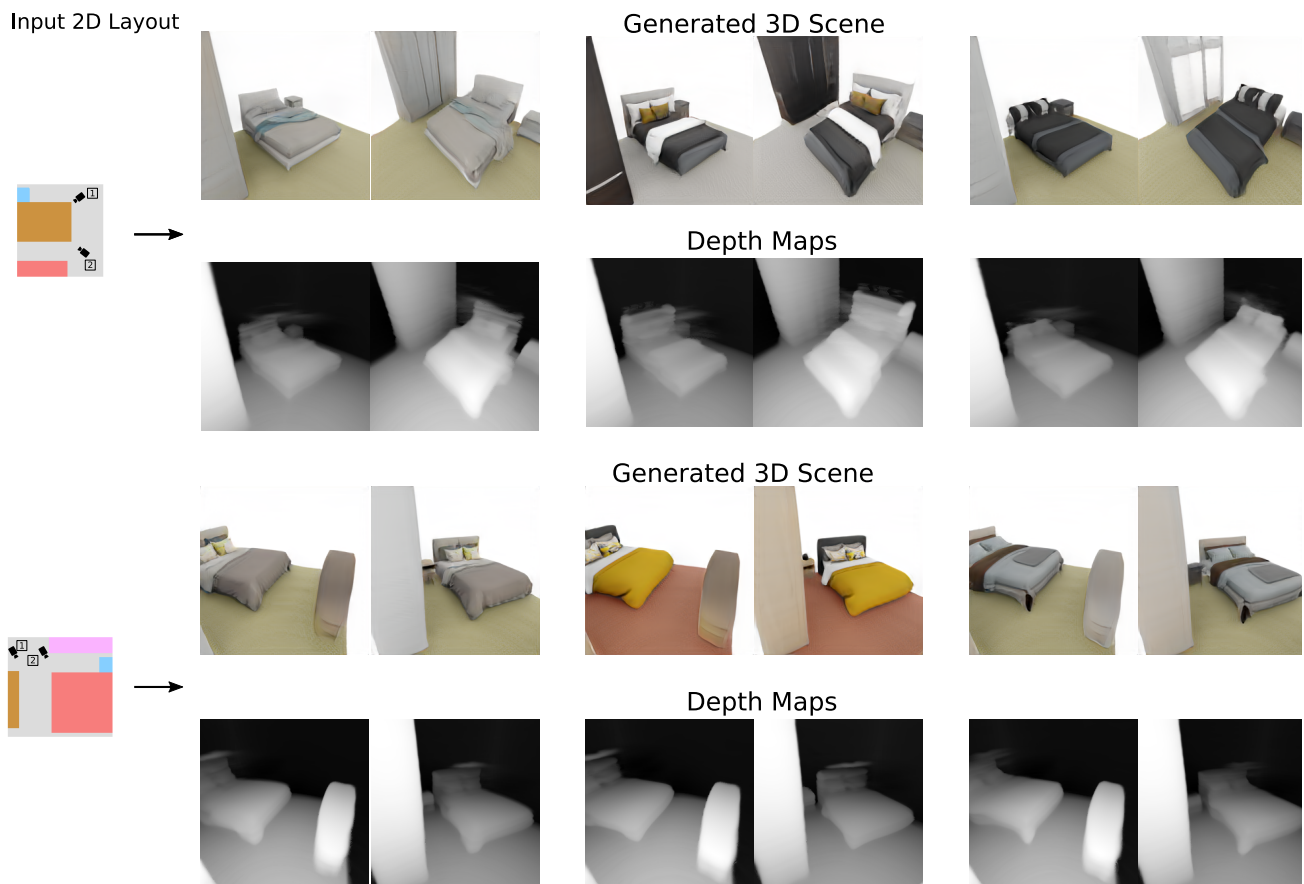 Input 2D Layout
Generated 3D Scene
1
2
Depth Maps
Generated 3D Scene
1
2
Depth Maps